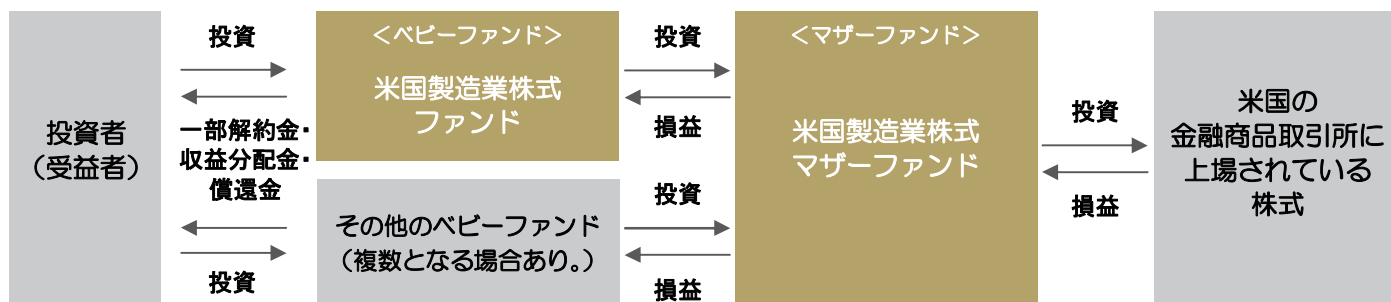 投資者
（受益者）
投資
一部解約金・
収益分配金・
償還金
投資
＜ベビーファンド＞
米国製造業株式
ファンド
その他のベビーファンド
（複数となる場合あり。）
投資
損益
投資
損益
＜マザーファンド＞
米国製造業株式
マザーファンド
投資
損益
米国の
金融商品取引所に
上場されている
株式